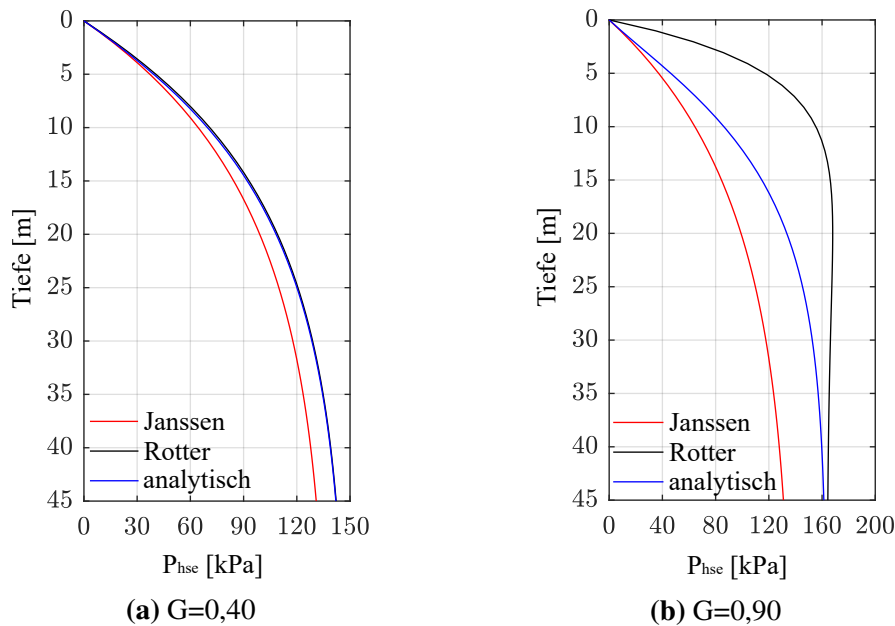 0
5
10
15
20
25
30
35
40
45
Tiefe [m]
Janssen
Rotter
analytisch
0 30 60 90 120 150
Phse [kPa]
(a) G=0,40
0
5
10
15
20
25
30
35
40
45
Tiefe [m]
Janssen
Rotter
analytisch
0 40 80 120 160 200
Phse [kPa]
(b) G=0,90